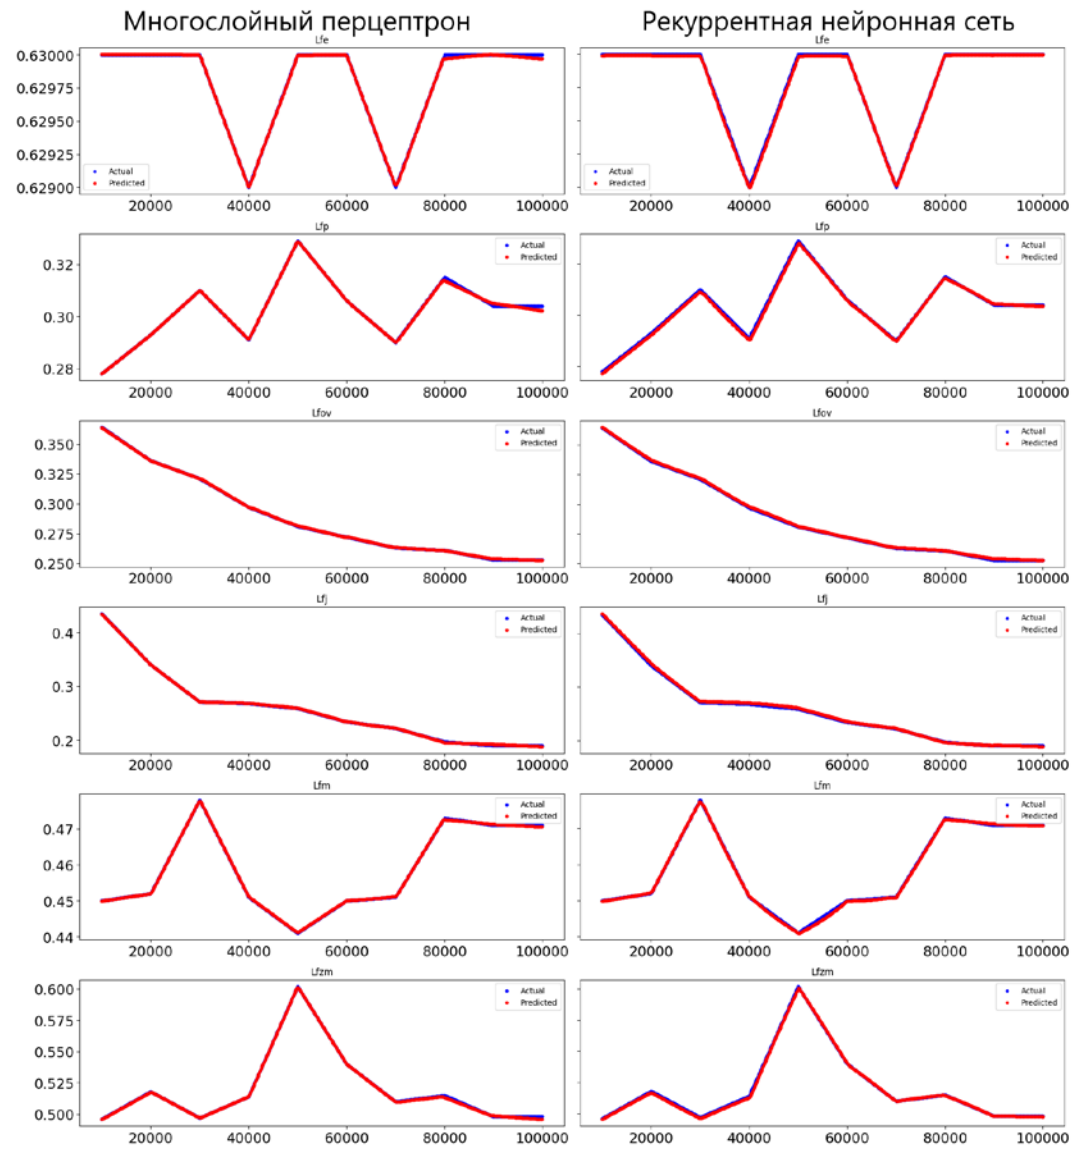 Многослойный перцептрон Рекуррентная нейронная сеть
Lfe Lfe
0.63000
0.62975
0.62950
0.62925
0.62900
Actual Actual
Predicted Predicted
20000 40000 60000 80000 100000 20000 40000 60000 80000 100000
Lfp Lfp
0.32
0.30
0.28
Actual Actual
Predicted Predicted
20000 40000 60000 80000 100000 20000 40000 60000 80000 100000
Lfov Lfov
0.350
0.325
0.300
0.275
0.250
Actual Actual
Predicted Predicted
20000 40000 60000 80000 100000 20000 40000 60000 80000 100000
Lfj Lfj
0.4
0.3
0.2
Actual Actual
Predicted Predicted
20000 40000 60000 80000 100000 20000 40000 60000 80000 100000
Lfm Lfm
0.47
0.46
0.45
0.44
Actual Actual
Predicted Predicted
20000 40000 60000 80000 100000 20000 40000 60000 80000 100000
Lfzm Lfzm
0.600
0.575
0.550
0.525
0.500
Actual Actual
Predicted Predicted
20000 40000 60000 80000 100000 20000 40000 60000 80000 100000